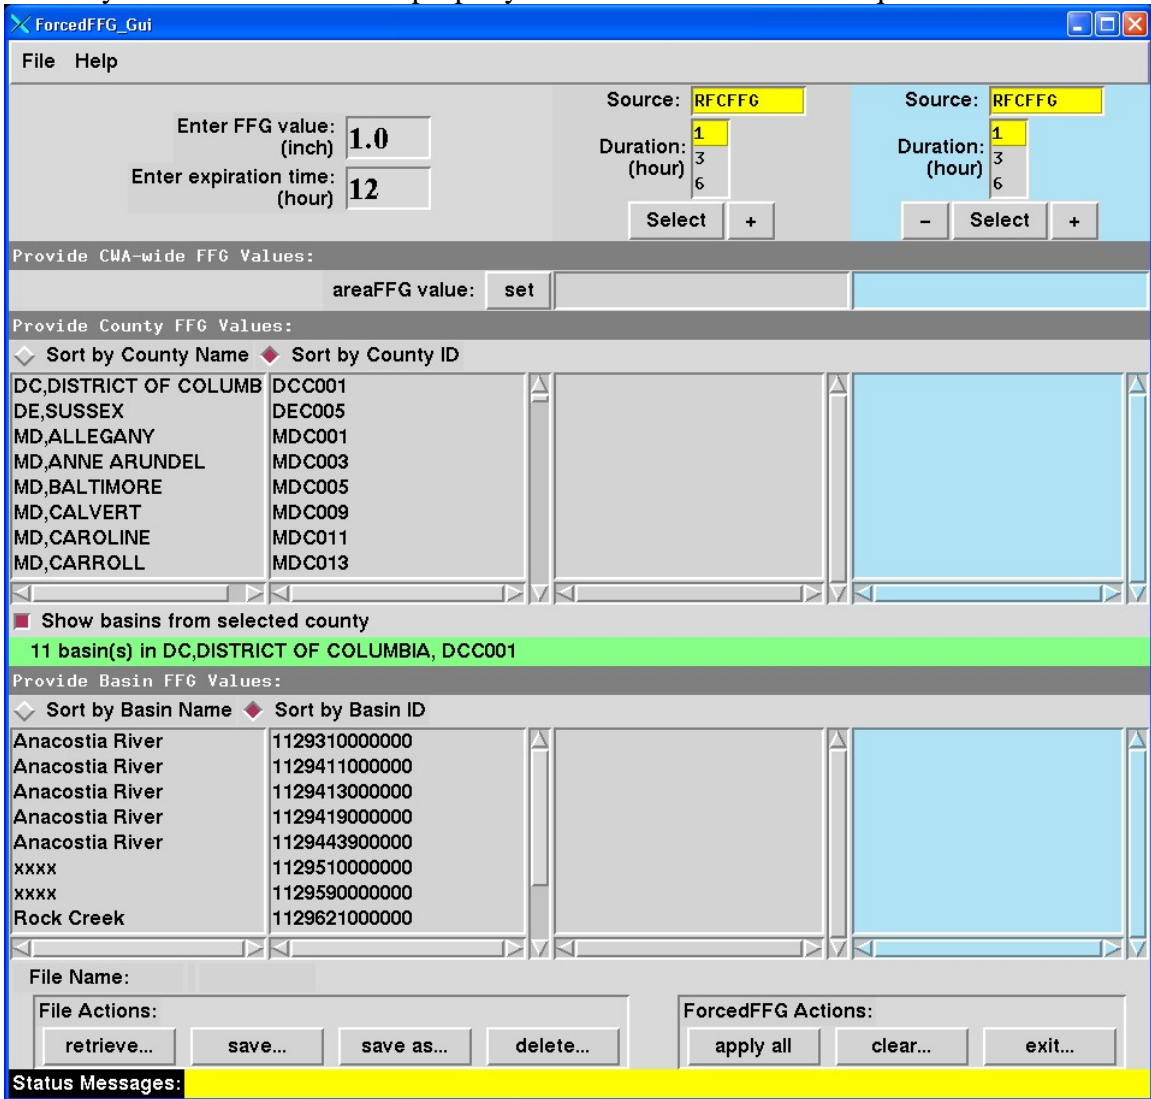 ForcedFFG_Gui
File Help
Enter FFG value:
(inch)
1.0
Enter expiration time:
(hour)
12
Source: RFCFFG
Duration:
(hour)
1
3
6
Select +
Source: RFCFFG
Duration:
(hour)
1
3
6
- Select +
Provide CWA-wide FFG Values:
areaFFG value: set
Provide County FFG Values:
Sort by County Name Sort by County ID
DC,DISTRICT OF COLUMB DCC001
DE,SUSSEX DEC005
MD,ALLEGANY MDC001
MD,ANNE ARUNDEL MDC003
MD,BALTIMORE MDC005
MD,CALVERT MDC009
MD,CAROLINE MDC011
MD,CARROLL MDC013
Show basins from selected county
11 basin(s) in DC,DISTRICT OF COLUMBIA, DCC001
Provide Basin FFG Values:
Sort by Basin Name Sort by Basin ID
Anacostia River 1129310000000
Anacostia River 1129411000000
Anacostia River 1129413000000
Anacostia River 1129419000000
Anacostia River 1129443900000
xxxx 1129510000000
xxxx 1129590000000
Rock Creek 1129621000000
File Name:
File Actions:
retrieve... save... save as... delete...
ForcedFFG Actions:
apply all clear... exit...
Status Messages: